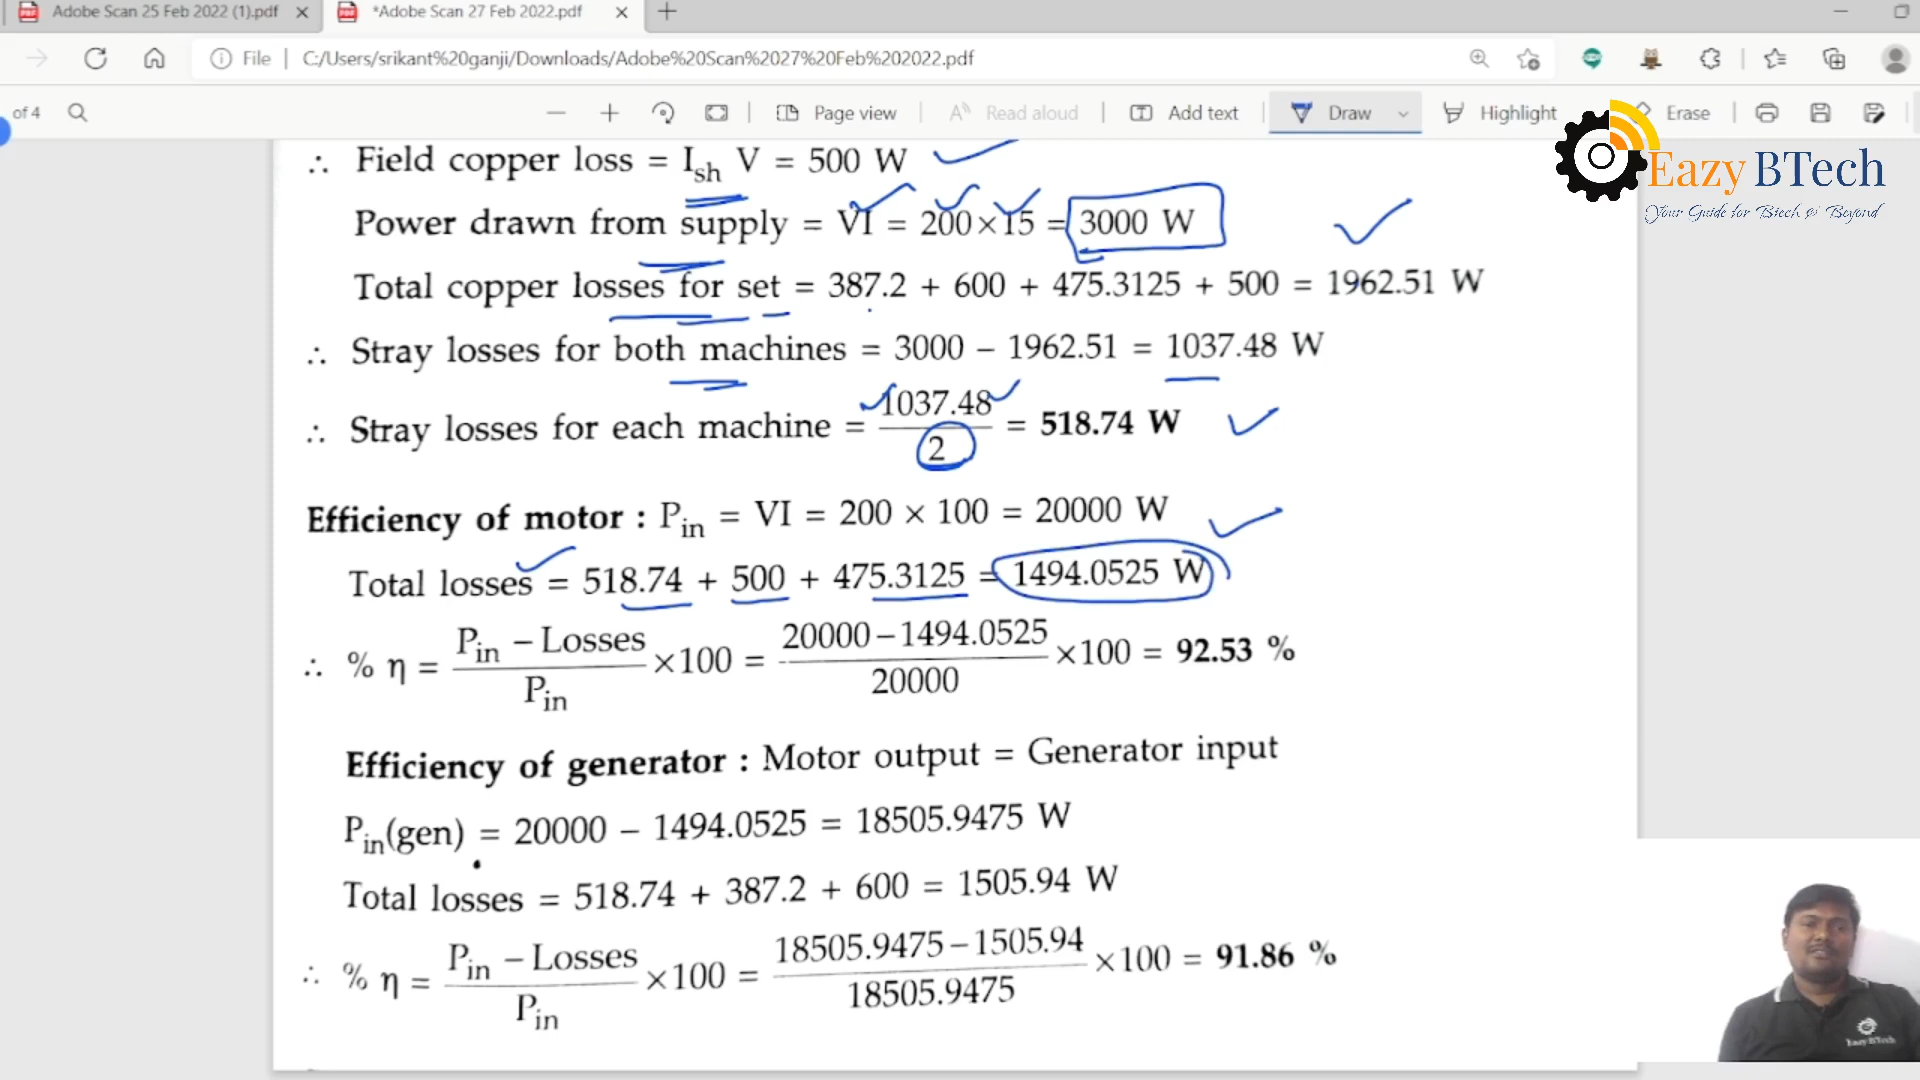 Adobe Scan 25 Feb 2022 (1).pdf
*Adobe Scan 27 Feb 2022.pdf
File | C:/Users/srikant%20ganji/Downloads/Adobe%20Scan%2027%20Feb%202022.pdf
of 4
Page view
Read aloud
Add text
Draw
Highlight
Erase
Eazy BTech
Your Guide for Btech & Beyond
∴ Field copper loss = Ish V = 500 W
Power drawn from supply = VI = 200 × 15 = 3000 W
Total copper losses for set = 387.2 + 600 + 475.3125 + 500 = 1962.51 W
∴ Stray losses for both machines = 3000 − 1962.51 = 1037.48 W
∴ Stray losses for each machine = 1037.48 / 2 = 518.74 W
Efficiency of motor : Pin = VI = 200 × 100 = 20000 W
Total losses = 518.74 + 500 + 475.3125 = 1494.0525 W
∴ % η = Pin − Losses / Pin ×100 = 20000 − 1494.0525 / 20000 ×100 = 92.53 %
Efficiency of generator : Motor output = Generator input
Pin(gen) = 20000 − 1494.0525 = 18505.9475 W
Total losses = 518.74 + 387.2 + 600 = 1505.94 W
∴ % η = Pin − Losses / Pin ×100 = 18505.9475 − 1505.94 / 18505.9475 ×100 = 91.86 %
Eazy BTech